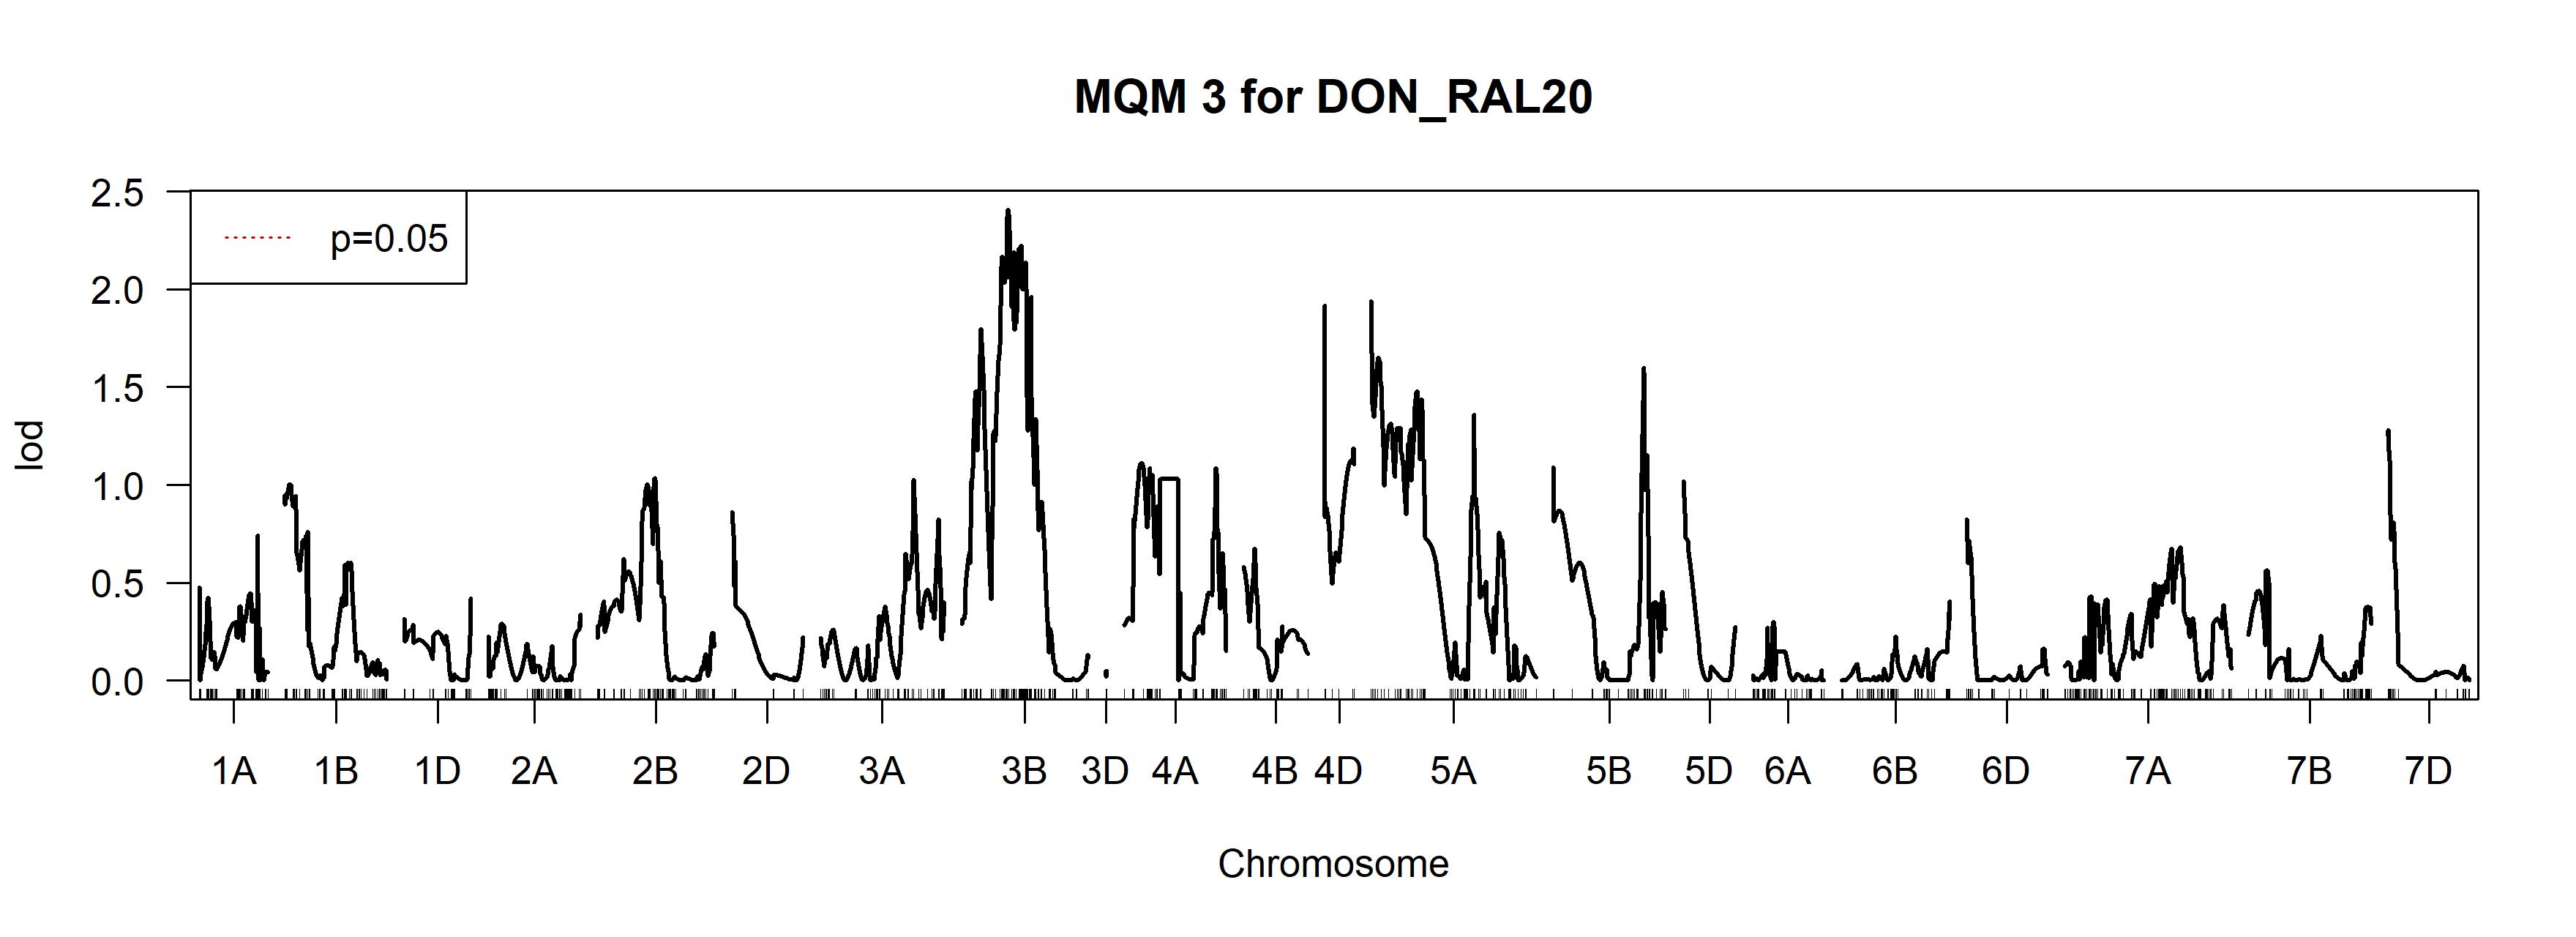 MQM 3 for DON_RAL20
2.5
2.0
1.5
1.0
0.5
0.0
lod
p=0.05
1A 1B 1D 2A 2B 2D 3A 3B 3D 4A 4B 4D 5A 5B 5D 6A 6B 6D 7A 7B 7D
Chromosome